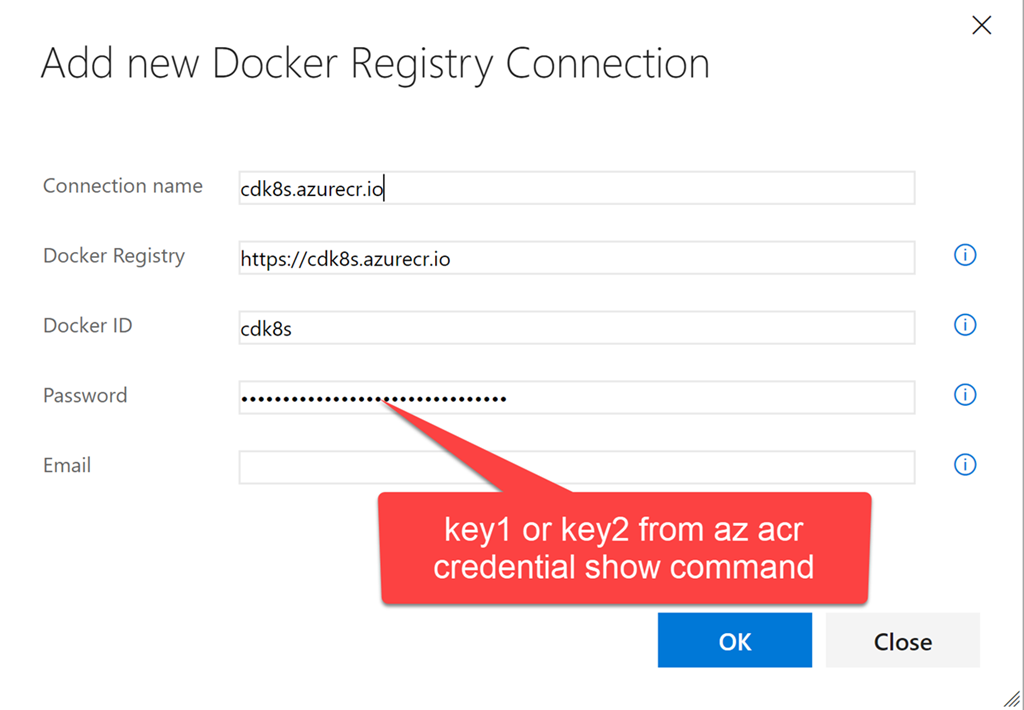 Add new Docker Registry Connection
Connection name
cdk8s.azurecr.io
Docker Registry
https://cdk8s.azurecr.io
Docker ID
cdk8s
Password
••••••••••••••••••••••••••••••••
Email
key1 or key2 from az acr
credential show command
OK
Close